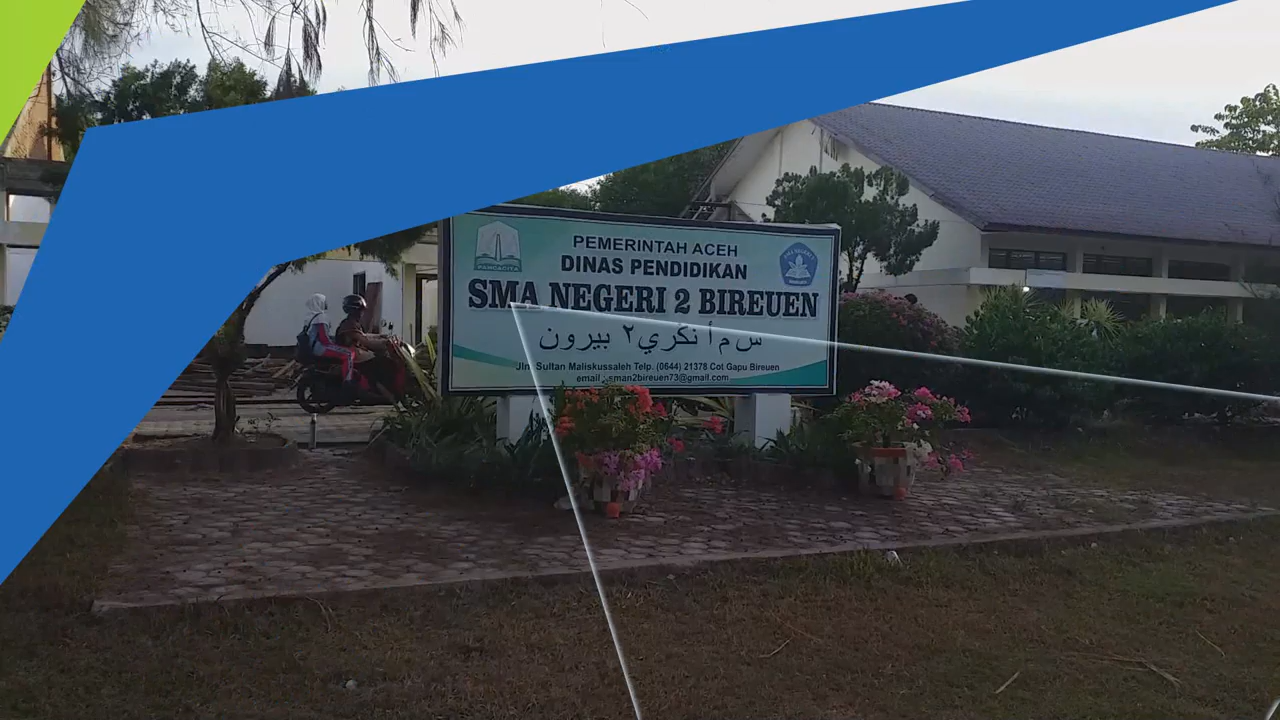 PEMERINTAH ACEH
DINAS PENDIDIKAN
SMA NEGERI 2 BIREUEN
س م أ نكري ٢ بيرون
Jln. Sultan Maliskussaleh Telp. (0644) 21378 Cot Gapu Bireuen
email : sman2bireuen73@gmail.com
PANCACITA